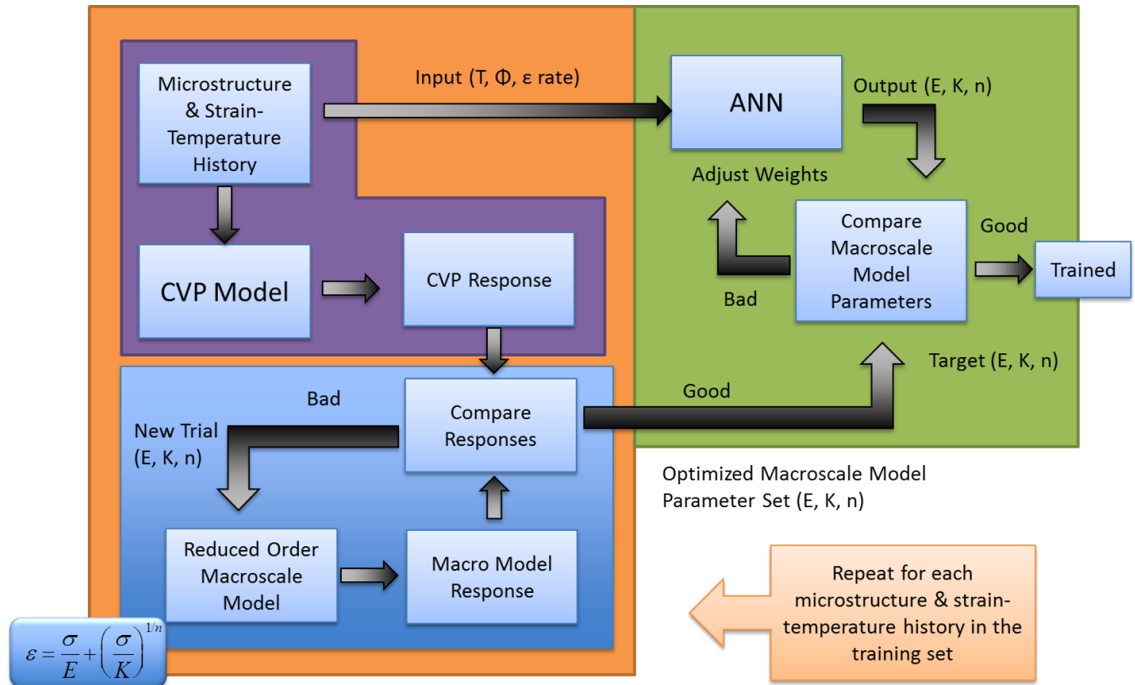 Microstructure
& Strain-
Temperature
History
Input (T, Φ, ε rate)
ANN
Output (E, K, n)
Adjust Weights
Compare
Macroscale
Model
Parameters
Good
Trained
Bad
Target (E, K, n)
CVP Model
CVP Response
Bad
Compare
Responses
Good
New Trial
(E, K, n)
Optimized Macroscale Model
Parameter Set (E, K, n)
Reduced Order
Macroscale
Model
Macro Model
Response
Repeat for each
microstructure & strain-
temperature history in the
training set
ε = σ/E + (σ/K)^1/n